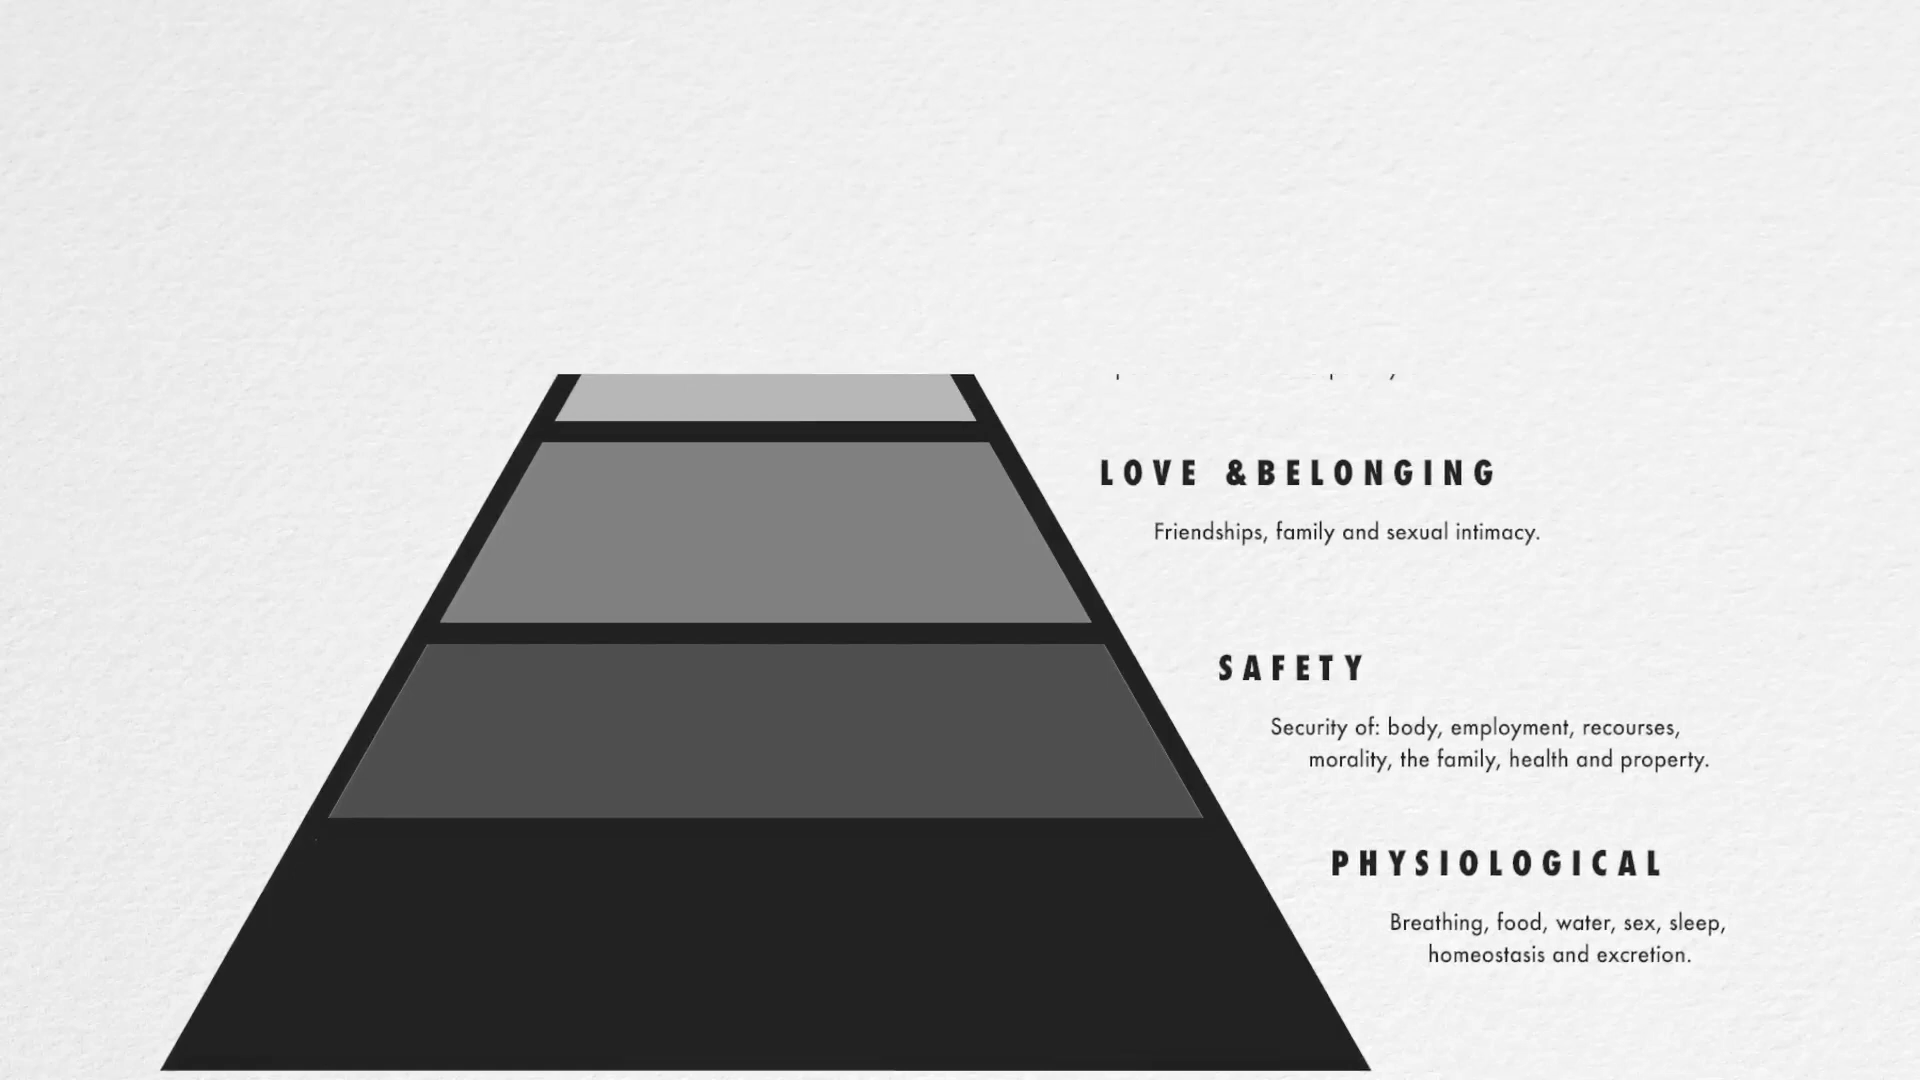 LOVE &BELONGING
Friendships, family and sexual intimacy.
SAFETY
Security of: body, employment, recourses,
morality, the family, health and property.
PHYSIOLOGICAL
Breathing, food, water, sex, sleep,
homeostasis and excretion.